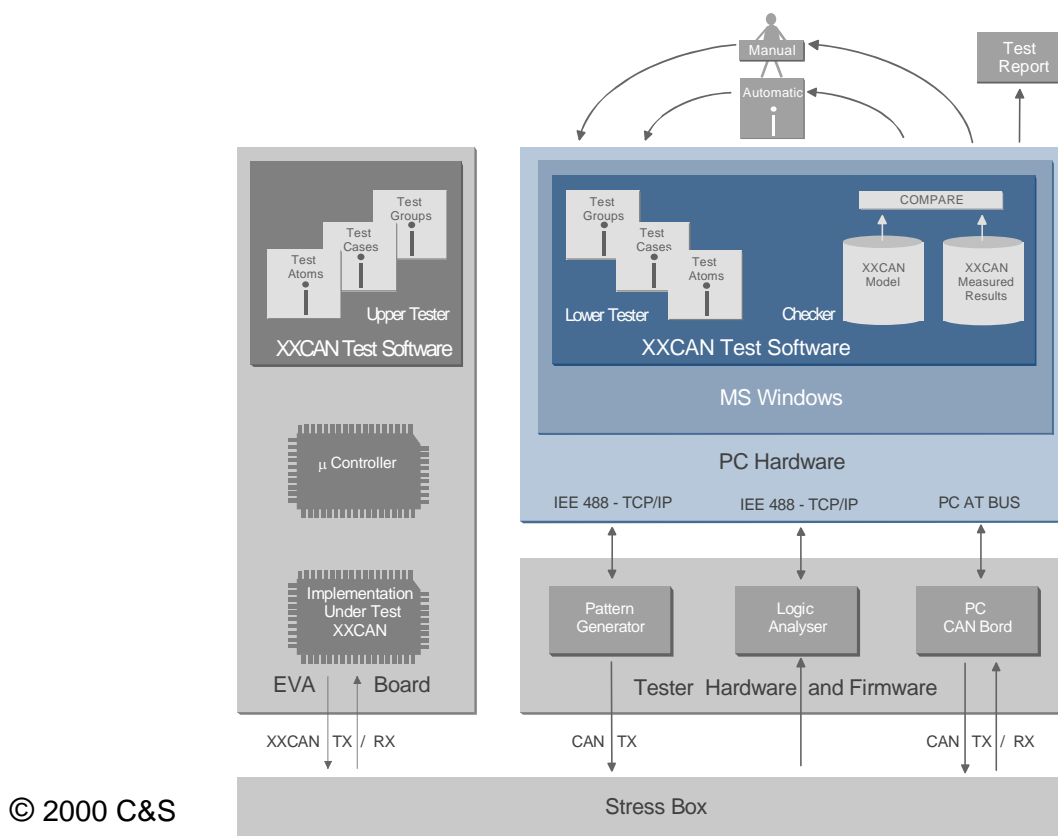 Manual
Automatic
Test
Report
Test
Groups
Test
Cases
Test
Atoms
Upper Tester
XXCAN Test Software
Test
Groups
Test
Cases
Test
Atoms
Lower Tester
Checker
COMPARE
XXCAN
Model
XXCAN
Measured
Results
XXCAN Test Software
MS Windows
PC Hardware
IEE 488 - TCP/IP
IEE 488 - TCP/IP
PC AT BUS
μ Controller
Implementation
Under Test
XXCAN
EVA Board
Pattern
Generator
Logic
Analyser
PC
CAN Bord
Tester Hardware and Firmware
XXCAN TX / RX
CAN TX
CAN TX / RX
Stress Box
© 2000 C&S